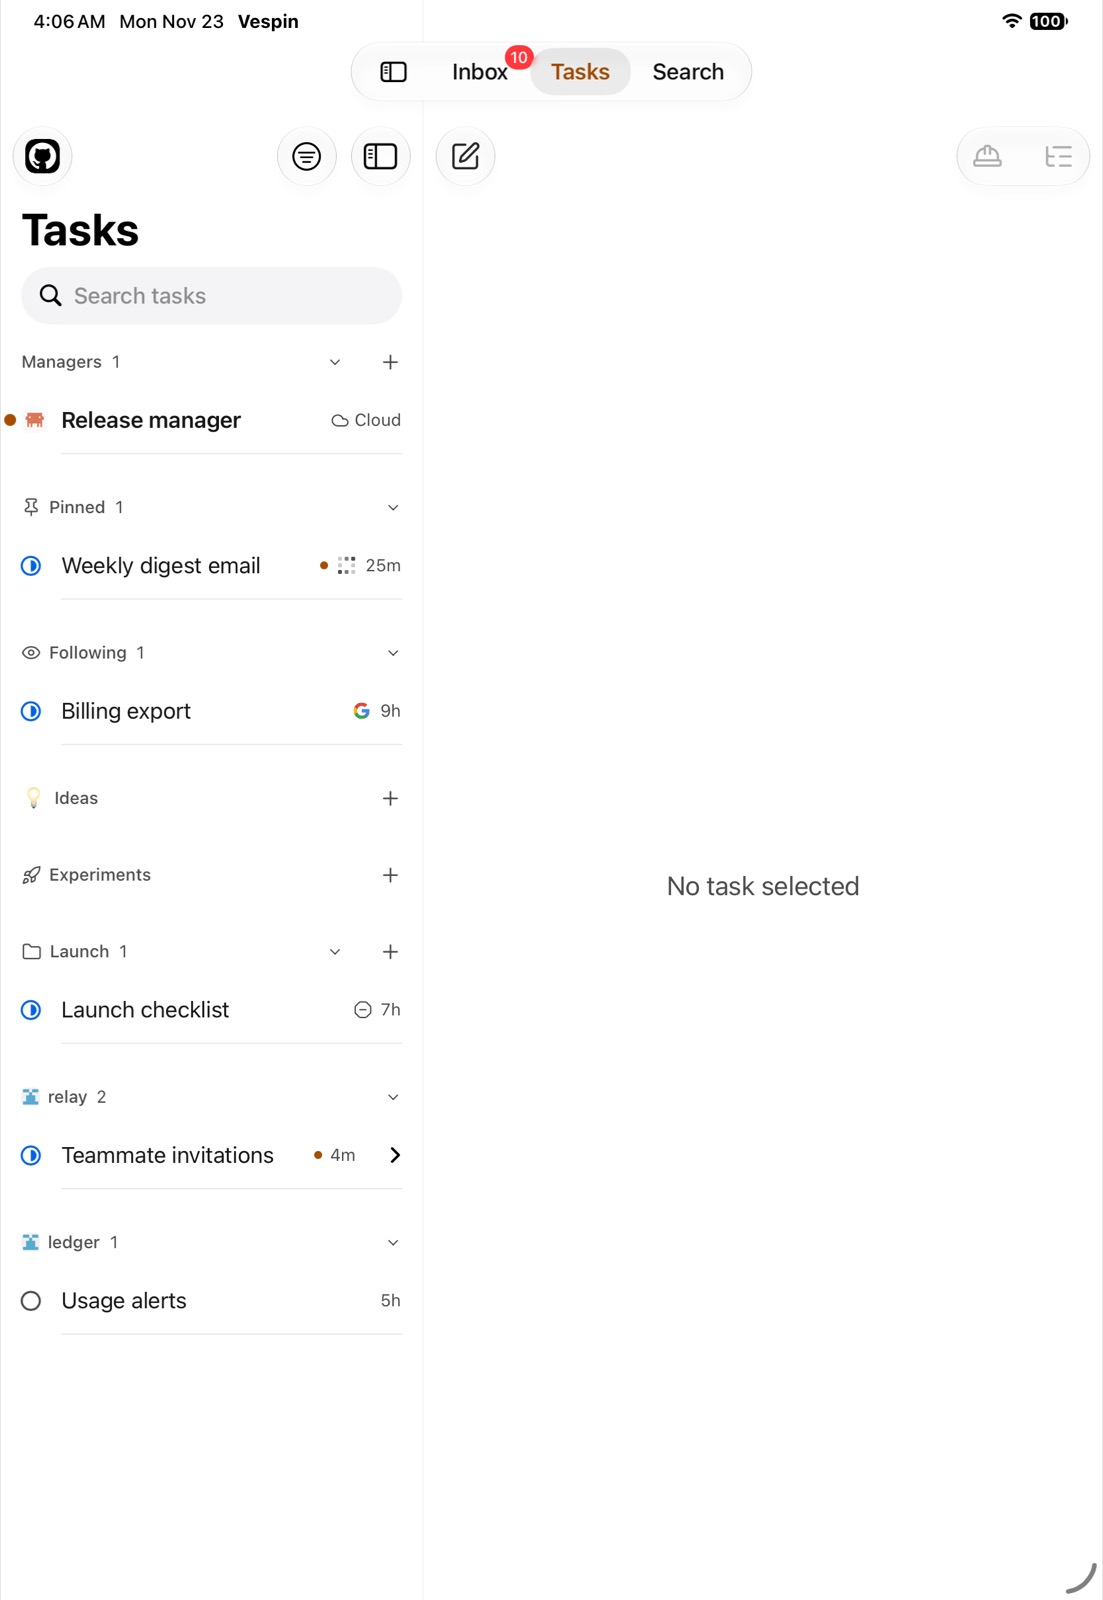 4:06 AM Mon Nov 23 Vespin
100
Inbox 10 Tasks Search
Tasks
Search tasks
Managers 1
Release manager Cloud
Pinned 1
Weekly digest email 25m
Following 1
Billing export 9h
Ideas
Experiments
No task selected
Launch 1
Launch checklist 7h
relay 2
Teammate invitations 4m
ledger 1
Usage alerts 5h